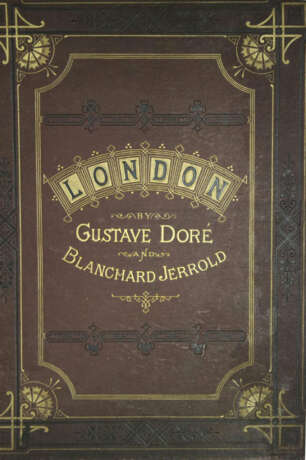 LONDON
BY
GUSTAVE DORÉ
AND
BLANCHARD JERROLD